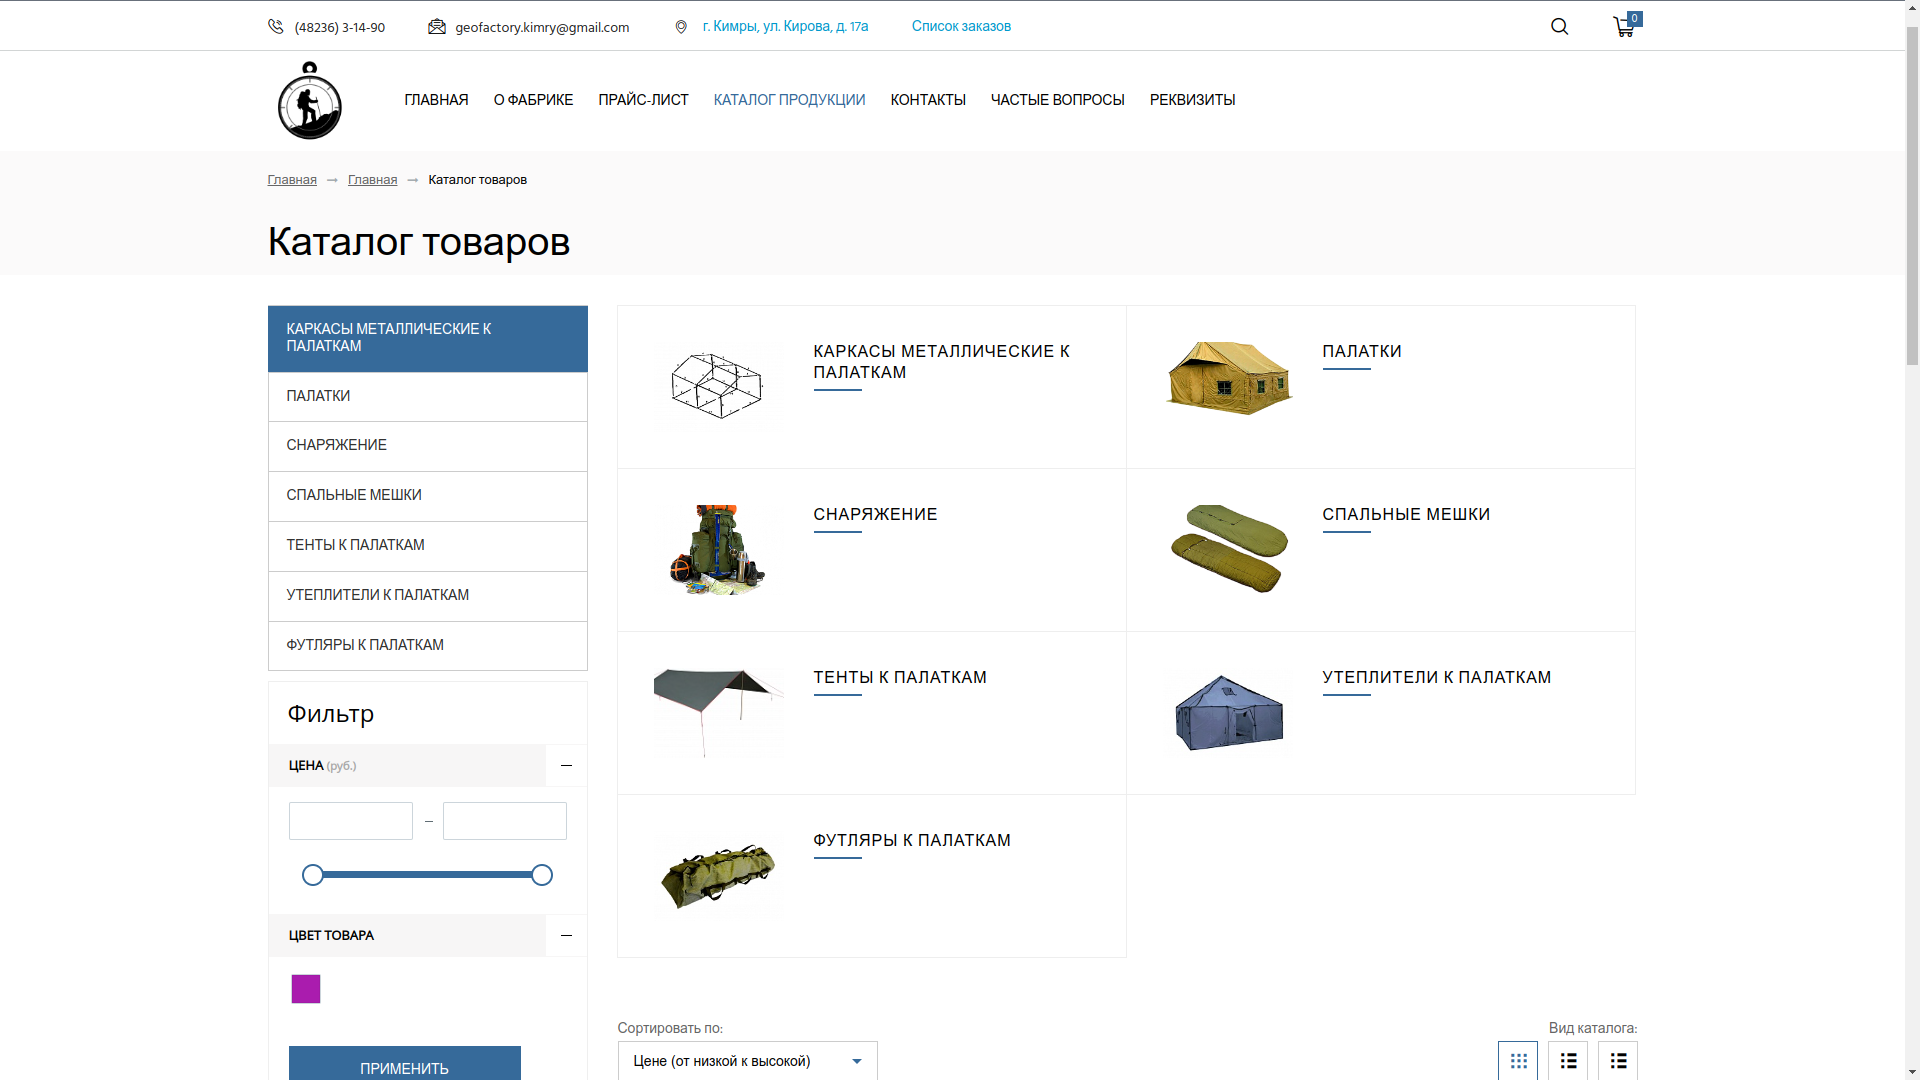 (48236) 3-14-90
geofactory.kimry@gmail.com
г. Кимры, ул. Кирова, д. 17а
Список заказов
0
ГЛАВНАЯ
О ФАБРИКЕ
ПРАЙС-ЛИСТ
КАТАЛОГ ПРОДУКЦИИ
КОНТАКТЫ
ЧАСТЫЕ ВОПРОСЫ
РЕКВИЗИТЫ
Главная → Главная → Каталог товаров
Каталог товаров
КАРКАСЫ МЕТАЛЛИЧЕСКИЕ К
ПАЛАТКАМ
ПАЛАТКИ
СНАРЯЖЕНИЕ
СПАЛЬНЫЕ МЕШКИ
ТЕНТЫ К ПАЛАТКАМ
УТЕПЛИТЕЛИ К ПАЛАТКАМ
ФУТЛЯРЫ К ПАЛАТКАМ
Фильтр
ЦЕНА (руб.)
–
ЦВЕТ ТОВАРА
ПРИМЕНИТЬ
КАРКАСЫ МЕТАЛЛИЧЕСКИЕ К
ПАЛАТКАМ
ПАЛАТКИ
СНАРЯЖЕНИЕ
СПАЛЬНЫЕ МЕШКИ
ТЕНТЫ К ПАЛАТКАМ
УТЕПЛИТЕЛИ К ПАЛАТКАМ
ФУТЛЯРЫ К ПАЛАТКАМ
Сортировать по:
Цене (от низкой к высокой)
Вид каталога: